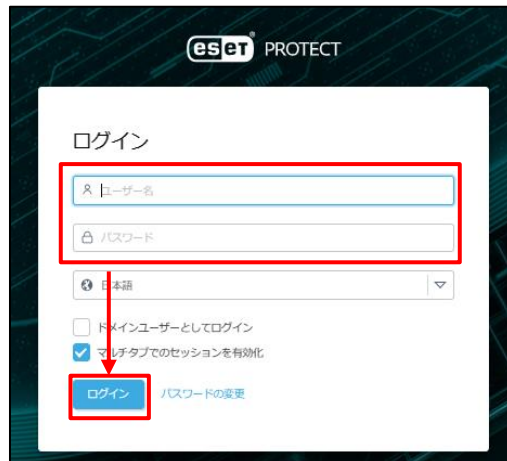 eseT PROTECT
ログイン
ユーザー名
パスワード
日本語
ドメインユーザーとしてログイン
マルチタブでのセッションを有効化
ログイン パスワードの変更